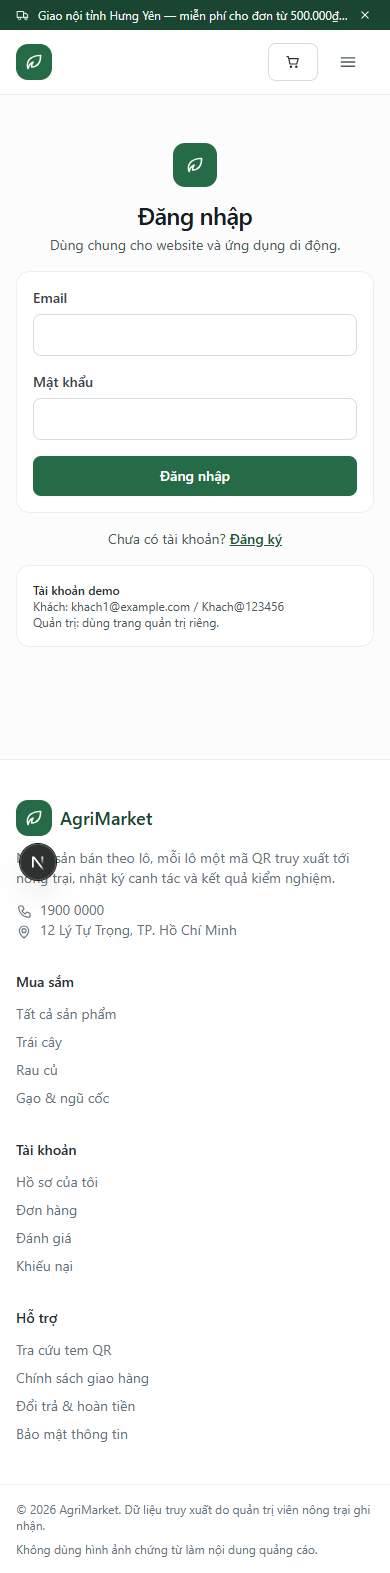 Giao nội tỉnh Hưng Yên — miễn phí cho đơn từ 500.000₫...
Đăng nhập
Dùng chung cho website và ứng dụng di động.
Email
Mật khẩu
Đăng nhập
Chưa có tài khoản? Đăng ký
Tài khoản demo
Khách: khach1@example.com / Khach@123456
Quản trị: dùng trang quản trị riêng.
AgriMarket
sản bán theo lô, mỗi lô một mã QR truy xuất tới
trại, nhật ký canh tác và kết quả kiểm nghiệm.
N
1900 0000
12 Lý Tự Trọng, TP. Hồ Chí Minh
Mua sắm
Tất cả sản phẩm
Trái cây
Rau củ
Gạo & ngũ cốc
Tài khoản
Hồ sơ của tôi
Đơn hàng
Đánh giá
Khiếu nại
Hỗ trợ
Tra cứu tem QR
Chính sách giao hàng
Đổi trả & hoàn tiền
Bảo mật thông tin
© 2026 AgriMarket. Dữ liệu truy xuất do quản trị viên nông trại ghi
nhận.
Không dùng hình ảnh chứng từ làm nội dung quảng cáo.